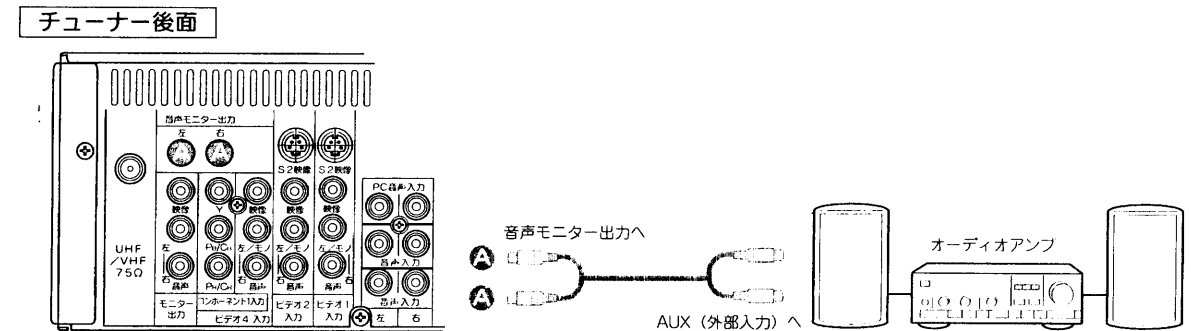 チューナー後面
音声モニター出力
左 右
A A
S2映像 S2映像
PC音声入力
映像 Y 映像 映像 映像
左 PB/CB 左/モノ 左/モノ 左/モノ
音声入力
UHF
/VHF
75Ω
右 音声 PR/CR 右 音声 右 音声 音声 右
音声入力
左 右
モニター
出力
コンポーネント1入力
ビデオ4 入力
ビデオ2
入力
ビデオ1
入力
音声モニター出力へ
A
A
AUX(外部入力)へ
オーディオアンプ